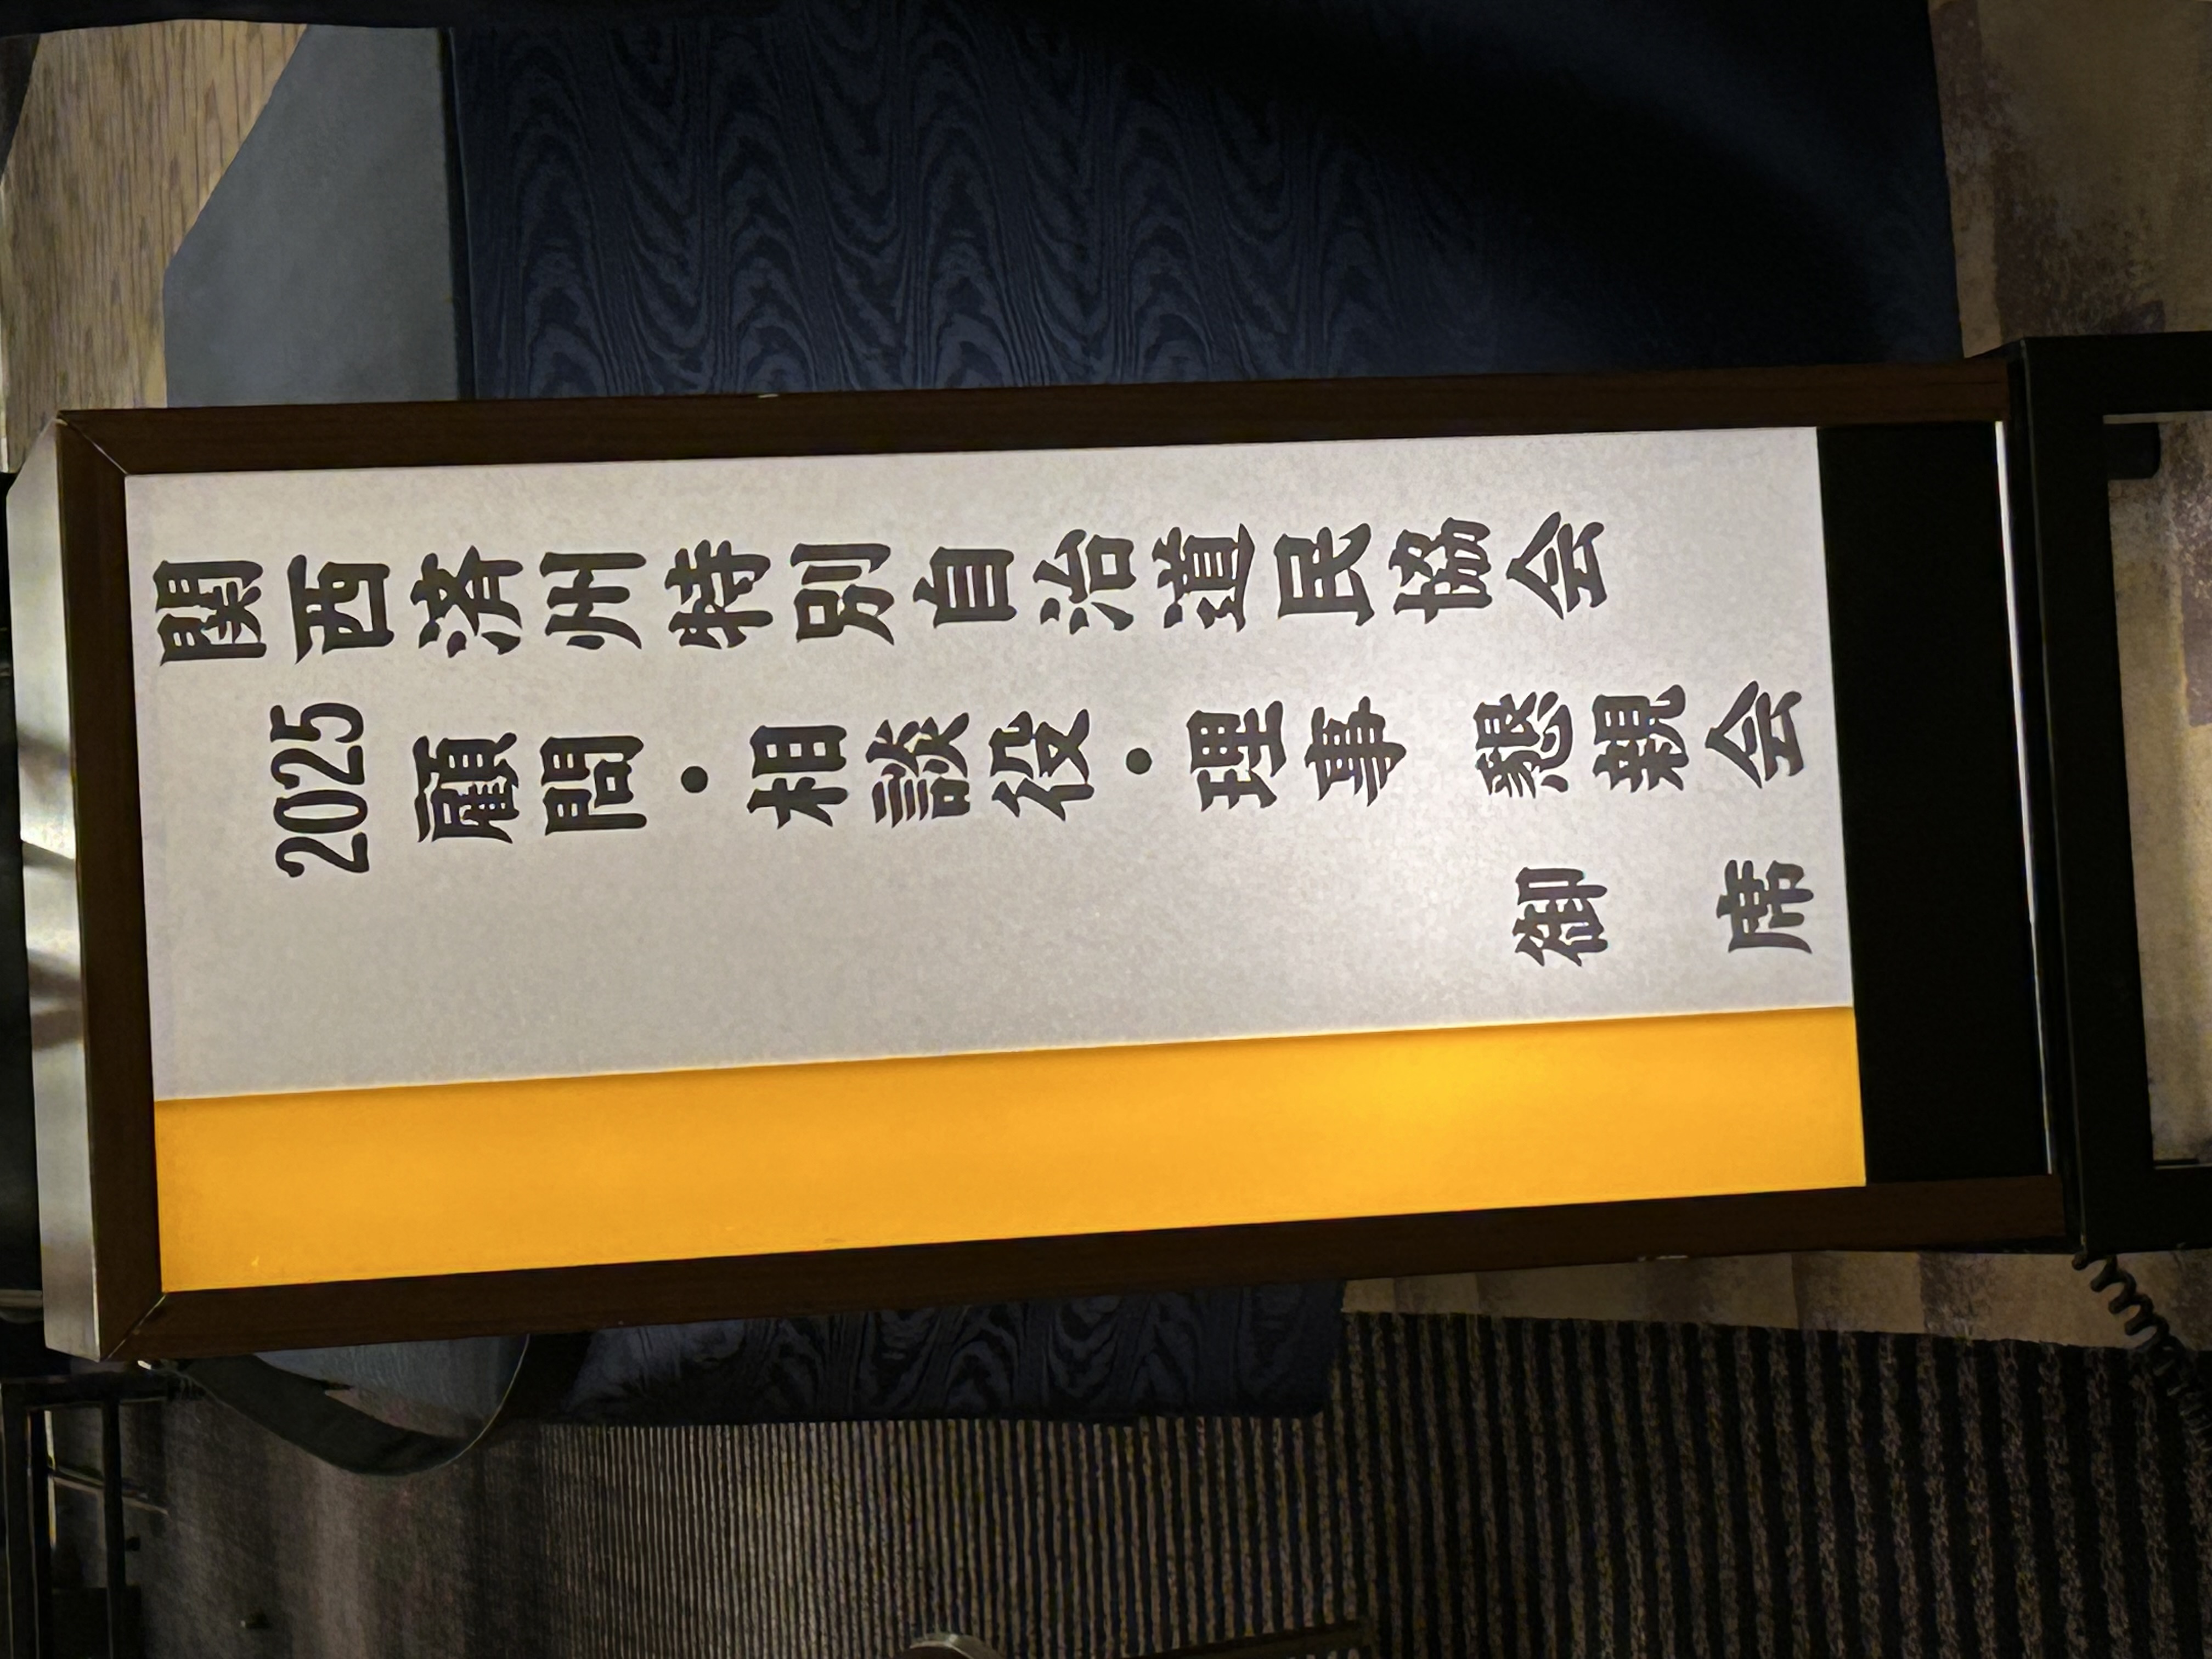 関西済州特別自治道民協会
2025 顧問・相談役・理事 懇親会
御席